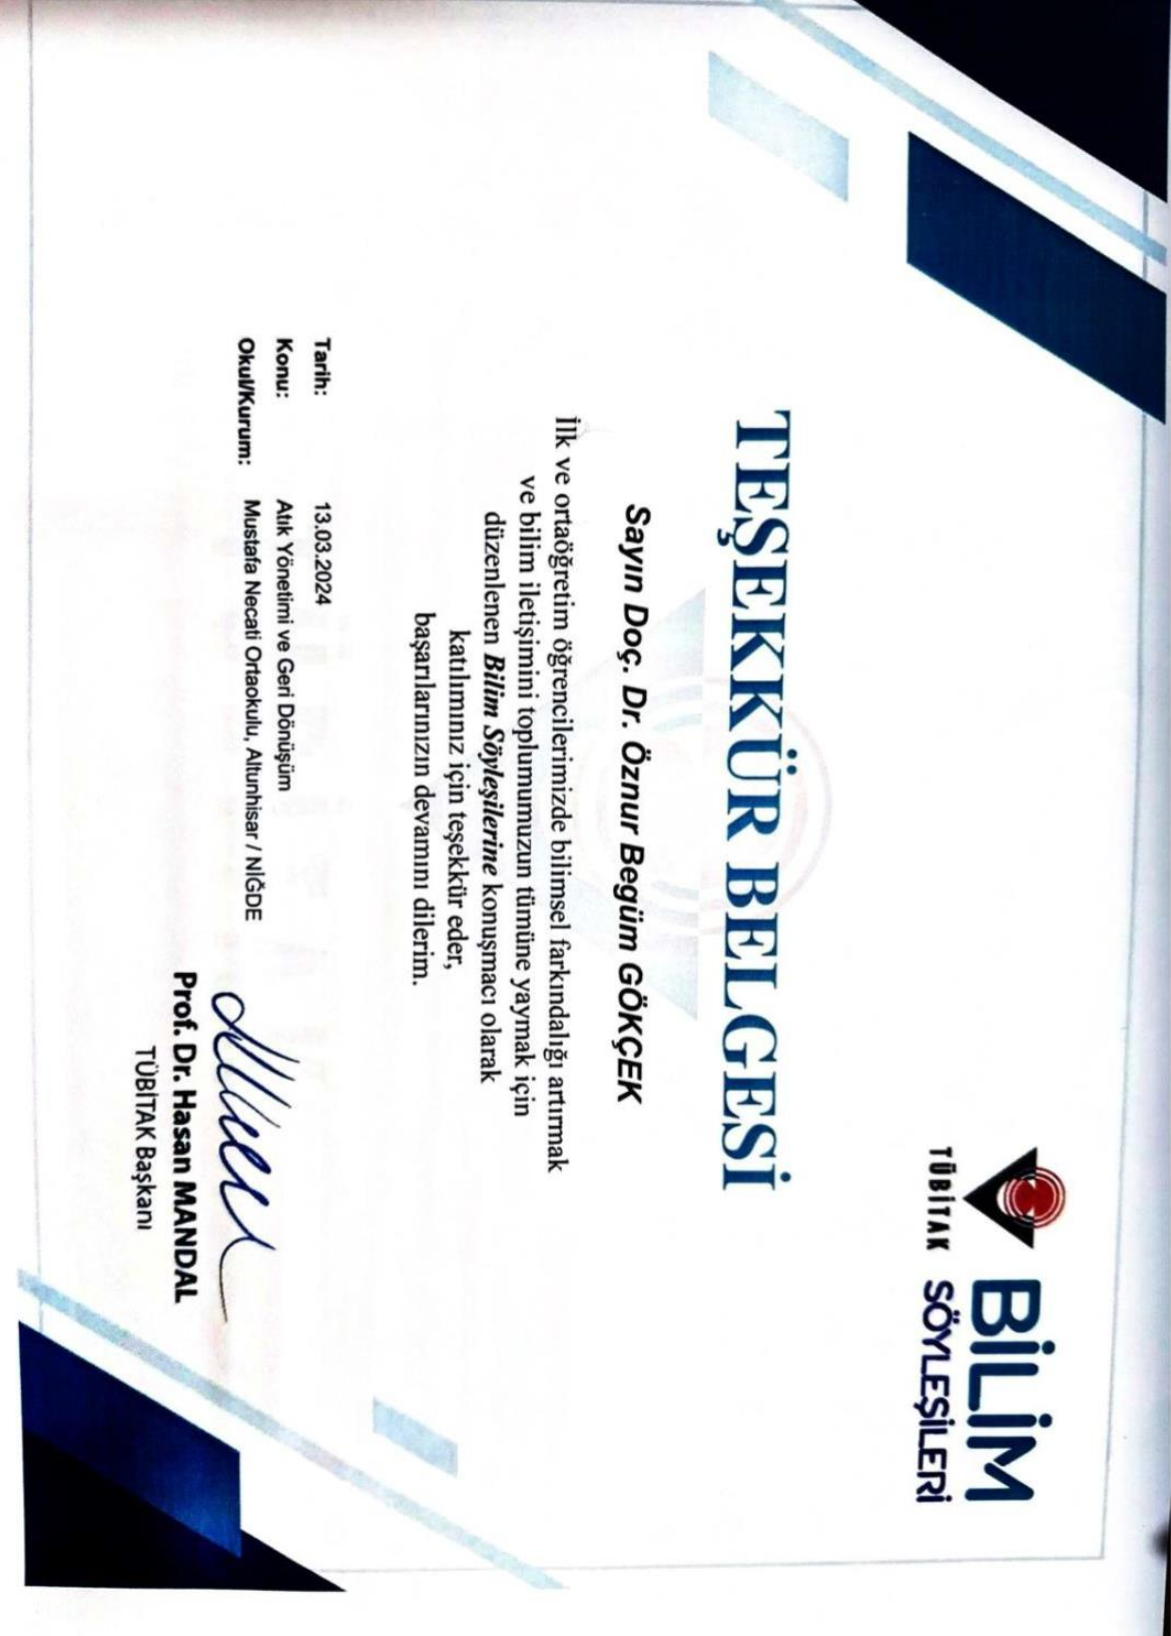 TÜBİTAK
BİLİM
SÖYLEŞİLERİ
TEŞEKKÜR BELGESİ
Sayın Doç. Dr. Öznur Begüm GÖKÇEK
İlk ve ortaöğretim öğrencilerimizde bilimsel farkındalığı artırmak
ve bilim iletişimini toplumumuzun tümüne yaymak için
düzenlenen Bilim Söyleşilerine konuşmacı olarak
katılımınız için teşekkür eder,
başarılarınızın devamını dilerim.
Tarih: 13.03.2024
Konu: Atık Yönetimi ve Geri Dönüşüm
Okul/Kurum: Mustafa Necati Ortaokulu, Altunhisar / NİĞDE
Prof. Dr. Hasan MANDAL
TÜBİTAK Başkanı